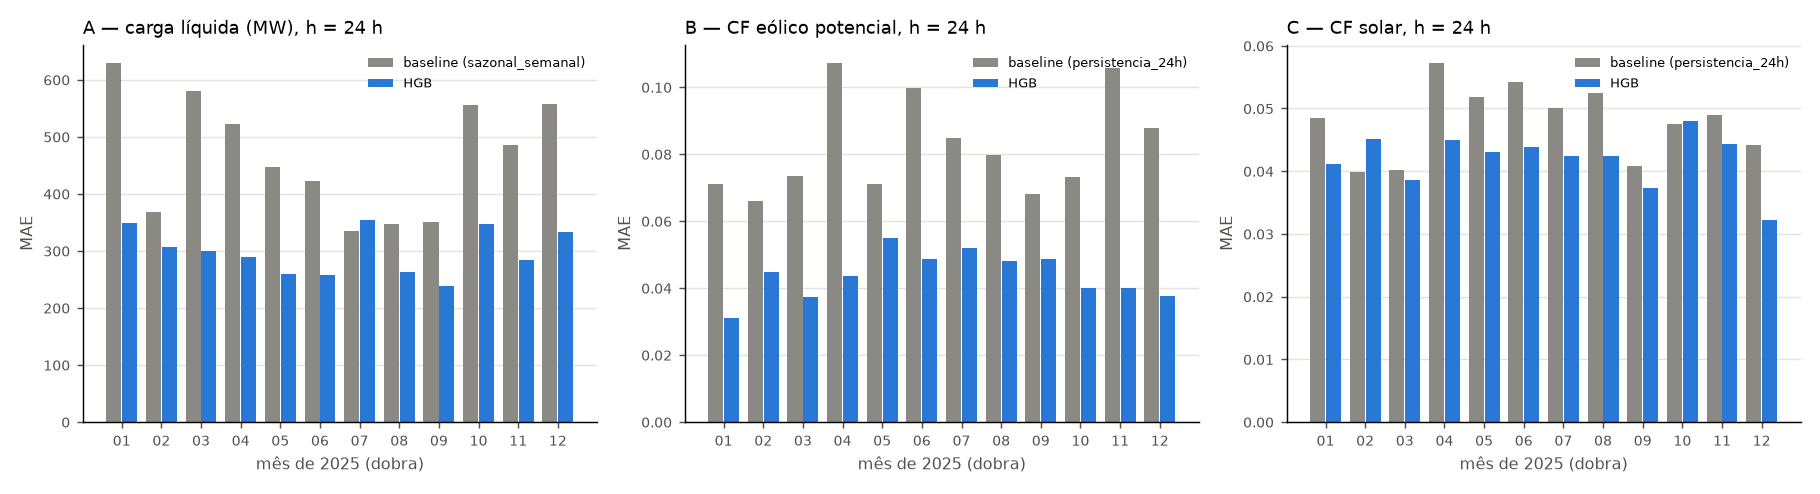 A — carga líquida (MW), h = 24 h
baseline (sazonal_semanal)
HGB
600
500
400
300
200
100
0
MAE
01 02 03 04 05 06 07 08 09 10 11 12
mês de 2025 (dobra)
B — CF eólico potencial, h = 24 h
baseline (persistencia_24h)
HGB
0.10
0.08
0.06
0.04
0.02
0.00
MAE
01 02 03 04 05 06 07 08 09 10 11 12
mês de 2025 (dobra)
C — CF solar, h = 24 h
baseline (persistencia_24h)
HGB
0.06
0.05
0.04
0.03
0.02
0.01
0.00
MAE
01 02 03 04 05 06 07 08 09 10 11 12
mês de 2025 (dobra)